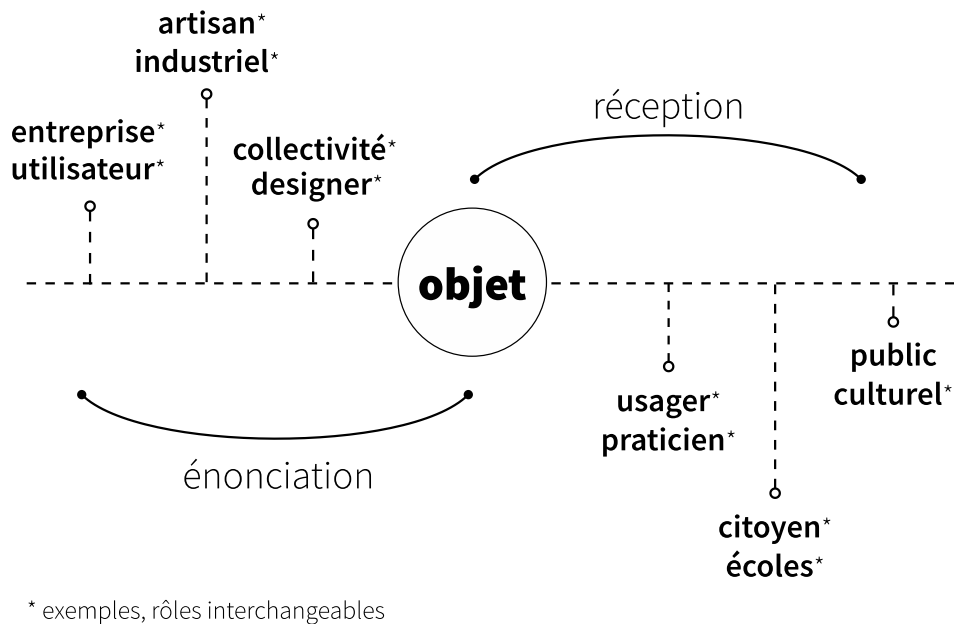 artisan*
industriel*
entreprise*
utilisateur*
collectivité*
designer*
réception
objet
énonciation
usager*
praticien*
citoyen*
écoles*
public
culturel*
* exemples, rôles interchangeables